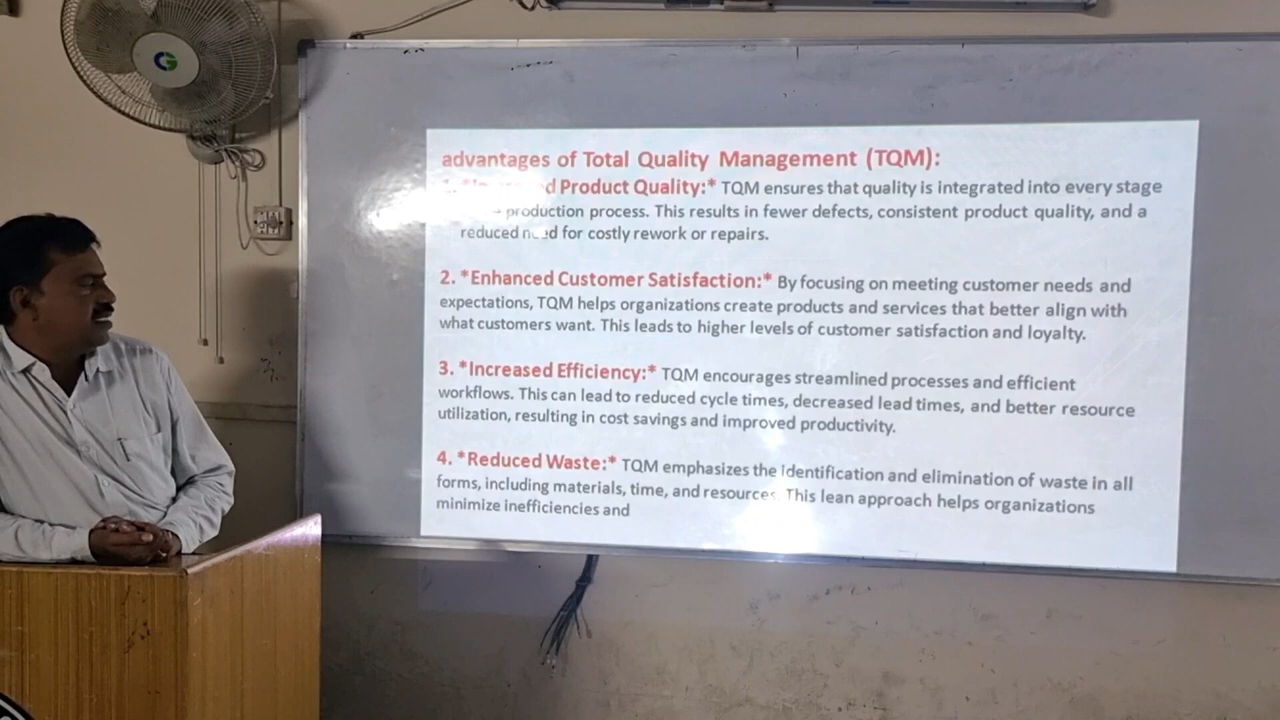 advantages of Total Quality Management (TQM):
Product Quality:* TQM ensures that quality is integrated into every stage
production process. This results in fewer defects, consistent product quality, and a
reduced for costly rework or repairs.
2. *Enhanced Customer Satisfaction:* By focusing on meeting customer needs and
expectations, TQM helps organizations create products and services that better align with
what customers want. This leads to higher levels of customer satisfaction and loyalty.
3. *Increased Efficiency:* TQM encourages streamlined processes and efficient
workflows. This can lead to reduced cycle times, decreased lead times, and better resource
utilization, resulting in cost savings and improved productivity.
4. *Reduced Waste:* TQM emphasizes the identification and elimination of waste in all
forms, including materials, time, and resources. This lean approach helps organizations
minimize inefficiencies and